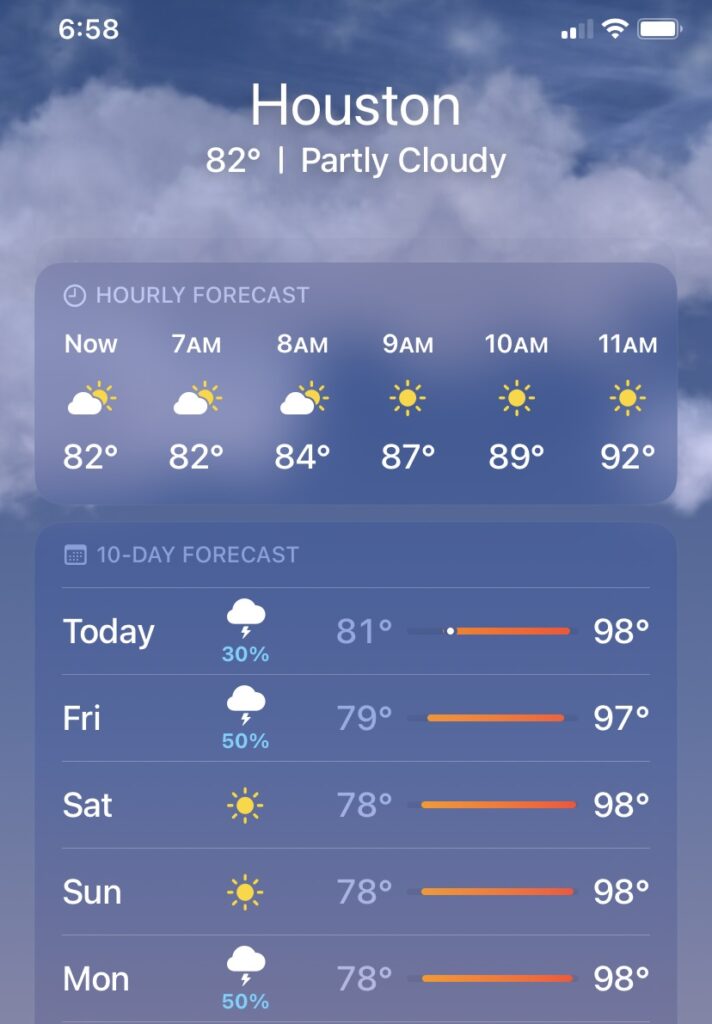 6:58
Houston
82° | Partly Cloudy
HOURLY FORECAST
Now 7AM 8AM 9AM 10AM 11AM
82° 82° 84° 87° 89° 92°
10-DAY FORECAST
Today 81° 98°
30%
Fri 79° 97°
50%
Sat 78° 98°
Sun 78° 98°
Mon 78° 98°
50%